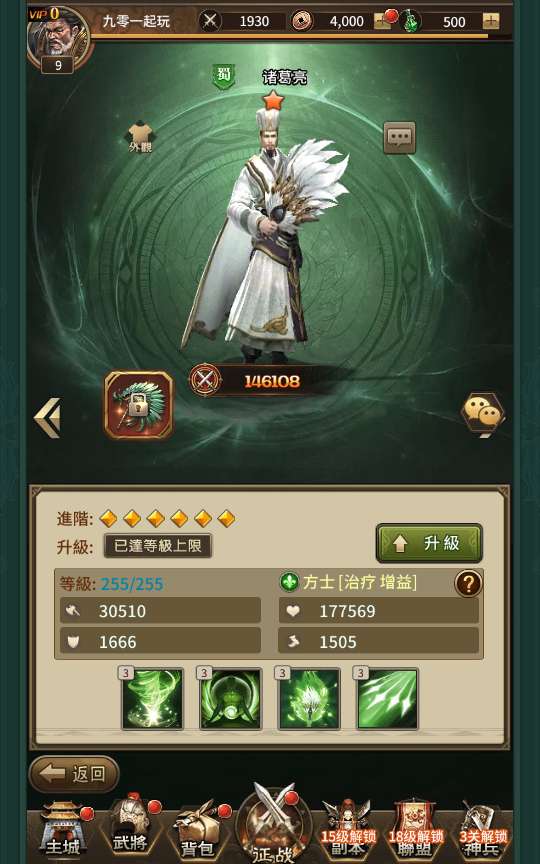 VIP 0
九零一起玩
1930
4,000
500
9
蜀
诸葛亮
外觀
146108
進階:
升級:
已達等級上限
升級
等級: 255/255
方士 [治疗 增益]
?
30510
177569
1666
1505
3
3
3
3
返回
主城
武將
背包
征战
15级解锁
副本
18级解锁
聯盟
3关解锁
神兵